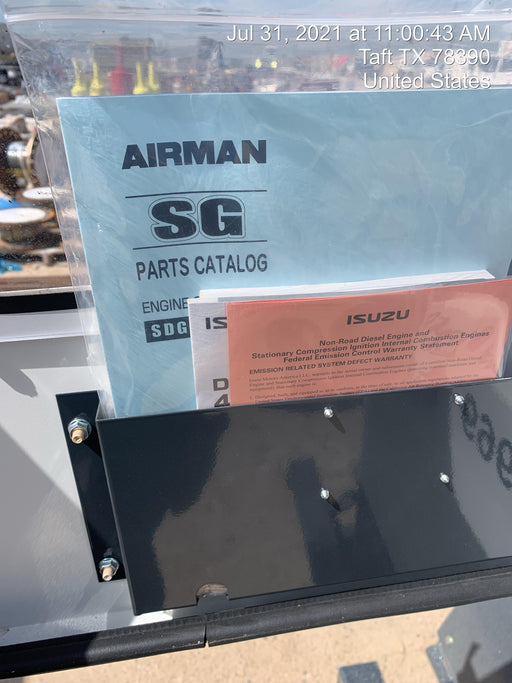 Jul 31, 2021 at 11:00:43 AM
Taft TX 78390
United States
AIRMAN
SG
PARTS CATALOG
ENGINE
SDG
IS
D
4
ISUZU
Non-Road Diesel Engine and
Stationary Compression Ignition Internal Combustion Engines
Federal Emission Control Warranty Statement
EMISSION RELATED SYSTEM DEFECT WARRANTY